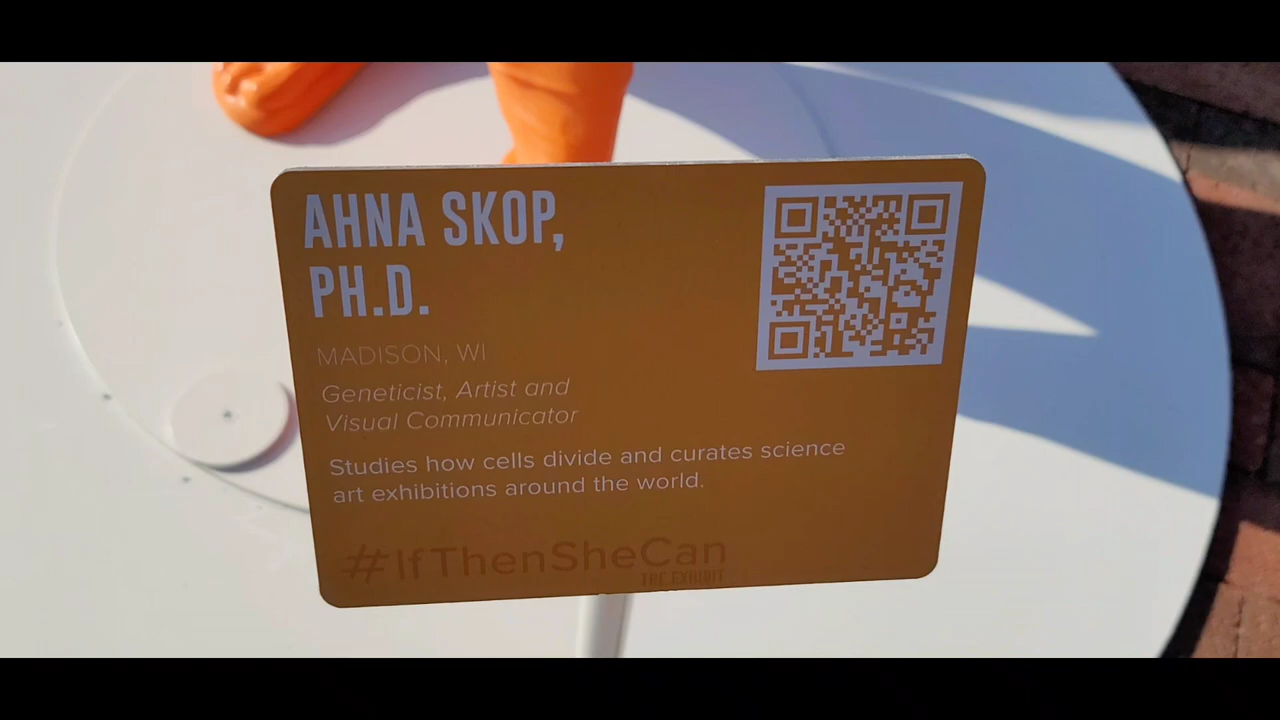 AHNA SKOP,
PH.D.
MADISON, WI
Geneticist, Artist and
Visual Communicator
Studies how cells divide and curates science
art exhibitions around the world.
#IfThenSheCan
THE EXHIBIT